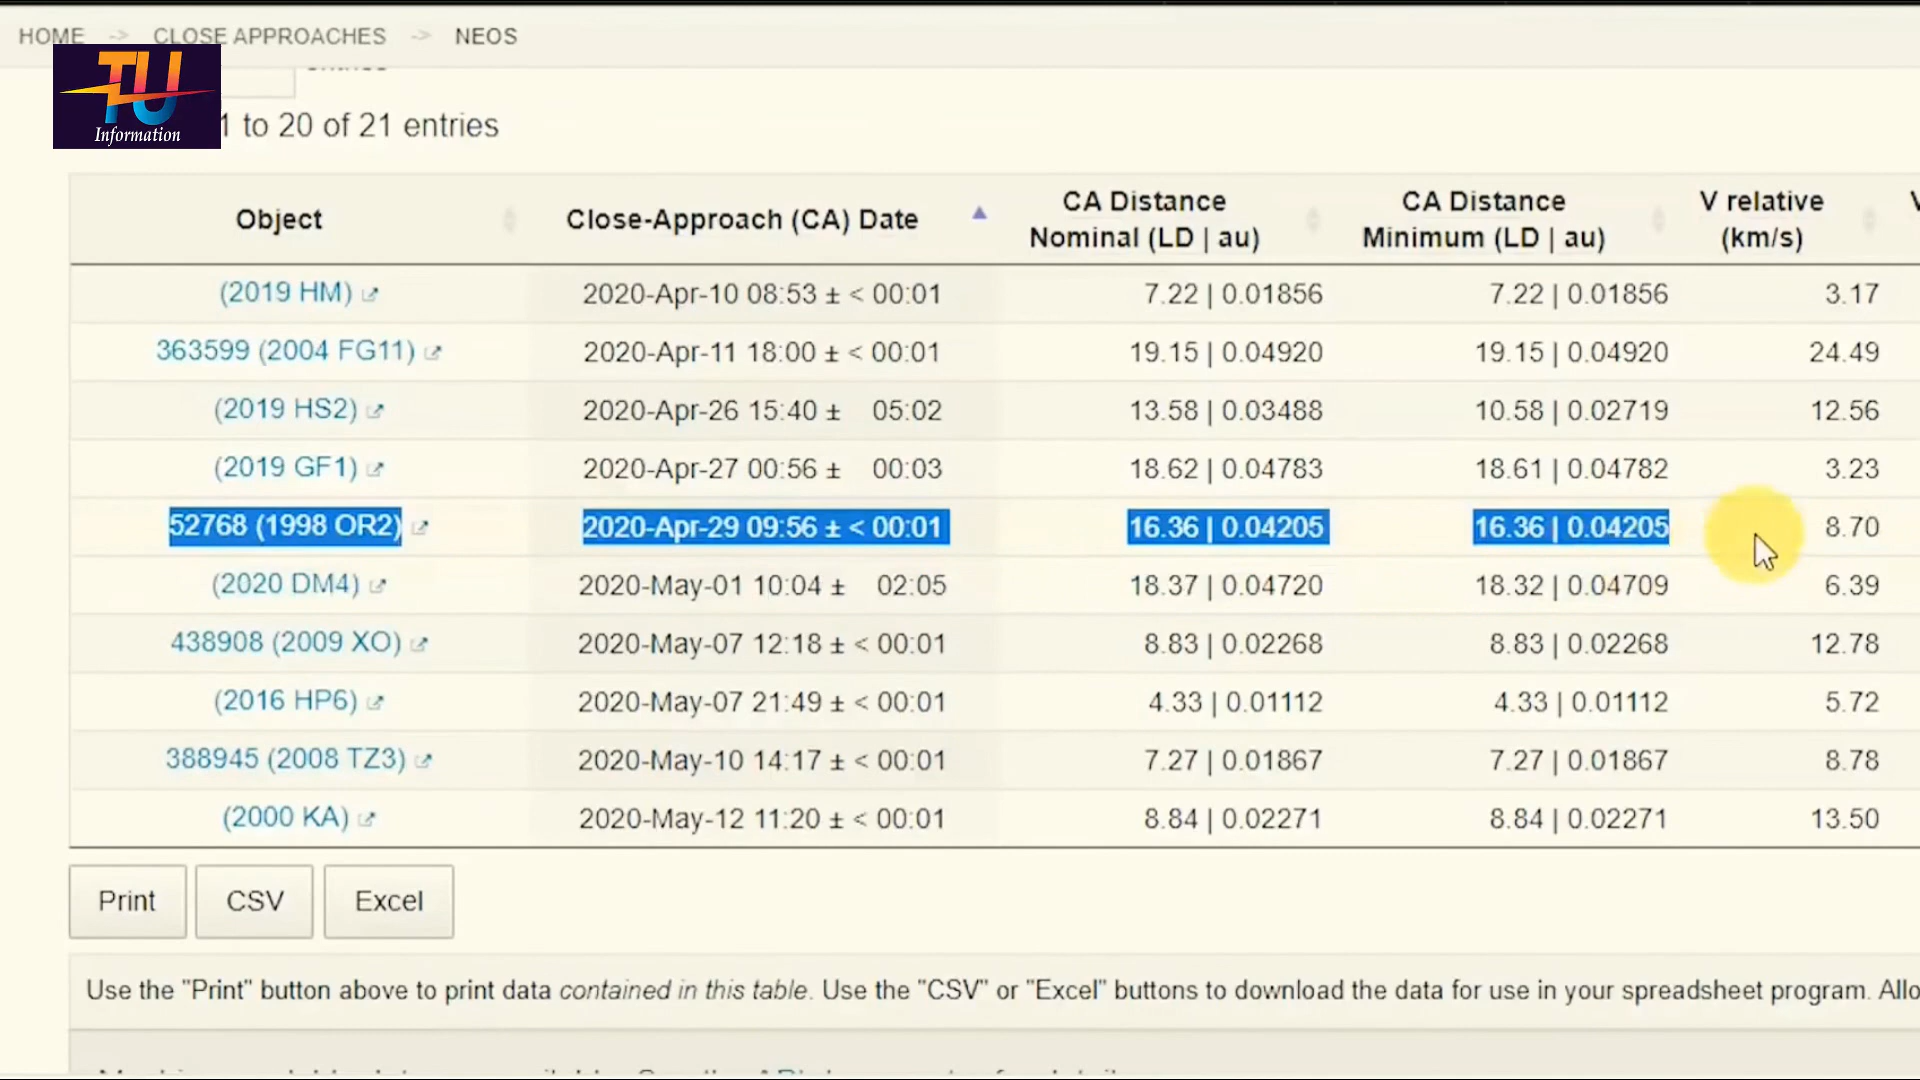 HOME -> CLOSE APPROACHES -> NEOS
TU
Information
1 to 20 of 21 entries
Object Close-Approach (CA) Date CA Distance Nominal (LD | au) CA Distance Minimum (LD | au) V relative (km/s) V
(2019 HM) 2020-Apr-10 08:53 ± < 00:01 7.22 | 0.01856 7.22 | 0.01856 3.17
363599 (2004 FG11) 2020-Apr-11 18:00 ± < 00:01 19.15 | 0.04920 19.15 | 0.04920 24.49
(2019 HS2) 2020-Apr-26 15:40 ± 05:02 13.58 | 0.03488 10.58 | 0.02719 12.56
(2019 GF1) 2020-Apr-27 00:56 ± 00:03 18.62 | 0.04783 18.61 | 0.04782 3.23
52768 (1998 OR2) 2020-Apr-29 09:56 ± < 00:01 16.36 | 0.04205 16.36 | 0.04205 8.70
(2020 DM4) 2020-May-01 10:04 ± 02:05 18.37 | 0.04720 18.32 | 0.04709 6.39
438908 (2009 XO) 2020-May-07 12:18 ± < 00:01 8.83 | 0.02268 8.83 | 0.02268 12.78
(2016 HP6) 2020-May-07 21:49 ± < 00:01 4.33 | 0.01112 4.33 | 0.01112 5.72
388945 (2008 TZ3) 2020-May-10 14:17 ± < 00:01 7.27 | 0.01867 7.27 | 0.01867 8.78
(2000 KA) 2020-May-12 11:20 ± < 00:01 8.84 | 0.02271 8.84 | 0.02271 13.50
Print CSV Excel
Use the "Print" button above to print data contained in this table. Use the "CSV" or "Excel" buttons to download the data for use in your spreadsheet program. Allo